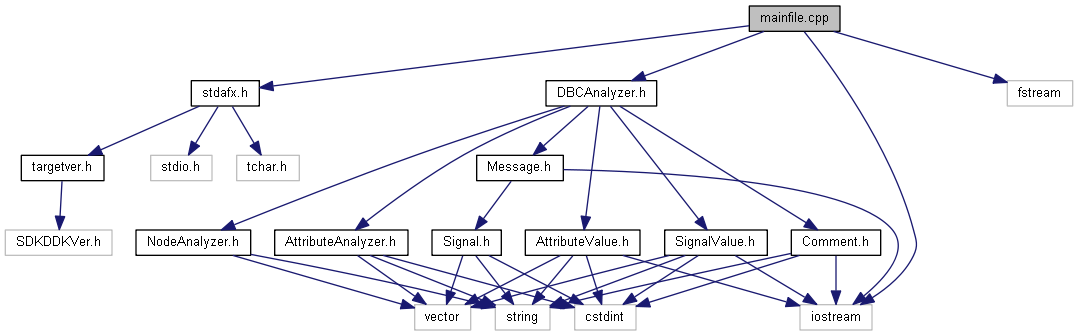 mainfile.cpp
stdafx.h
DBCAnalyzer.h
fstream
targetver.h
stdio.h
tchar.h
Message.h
SDKDDKVer.h
NodeAnalyzer.h
AttributeAnalyzer.h
Signal.h
AttributeValue.h
SignalValue.h
Comment.h
vector
string
cstdint
iostream